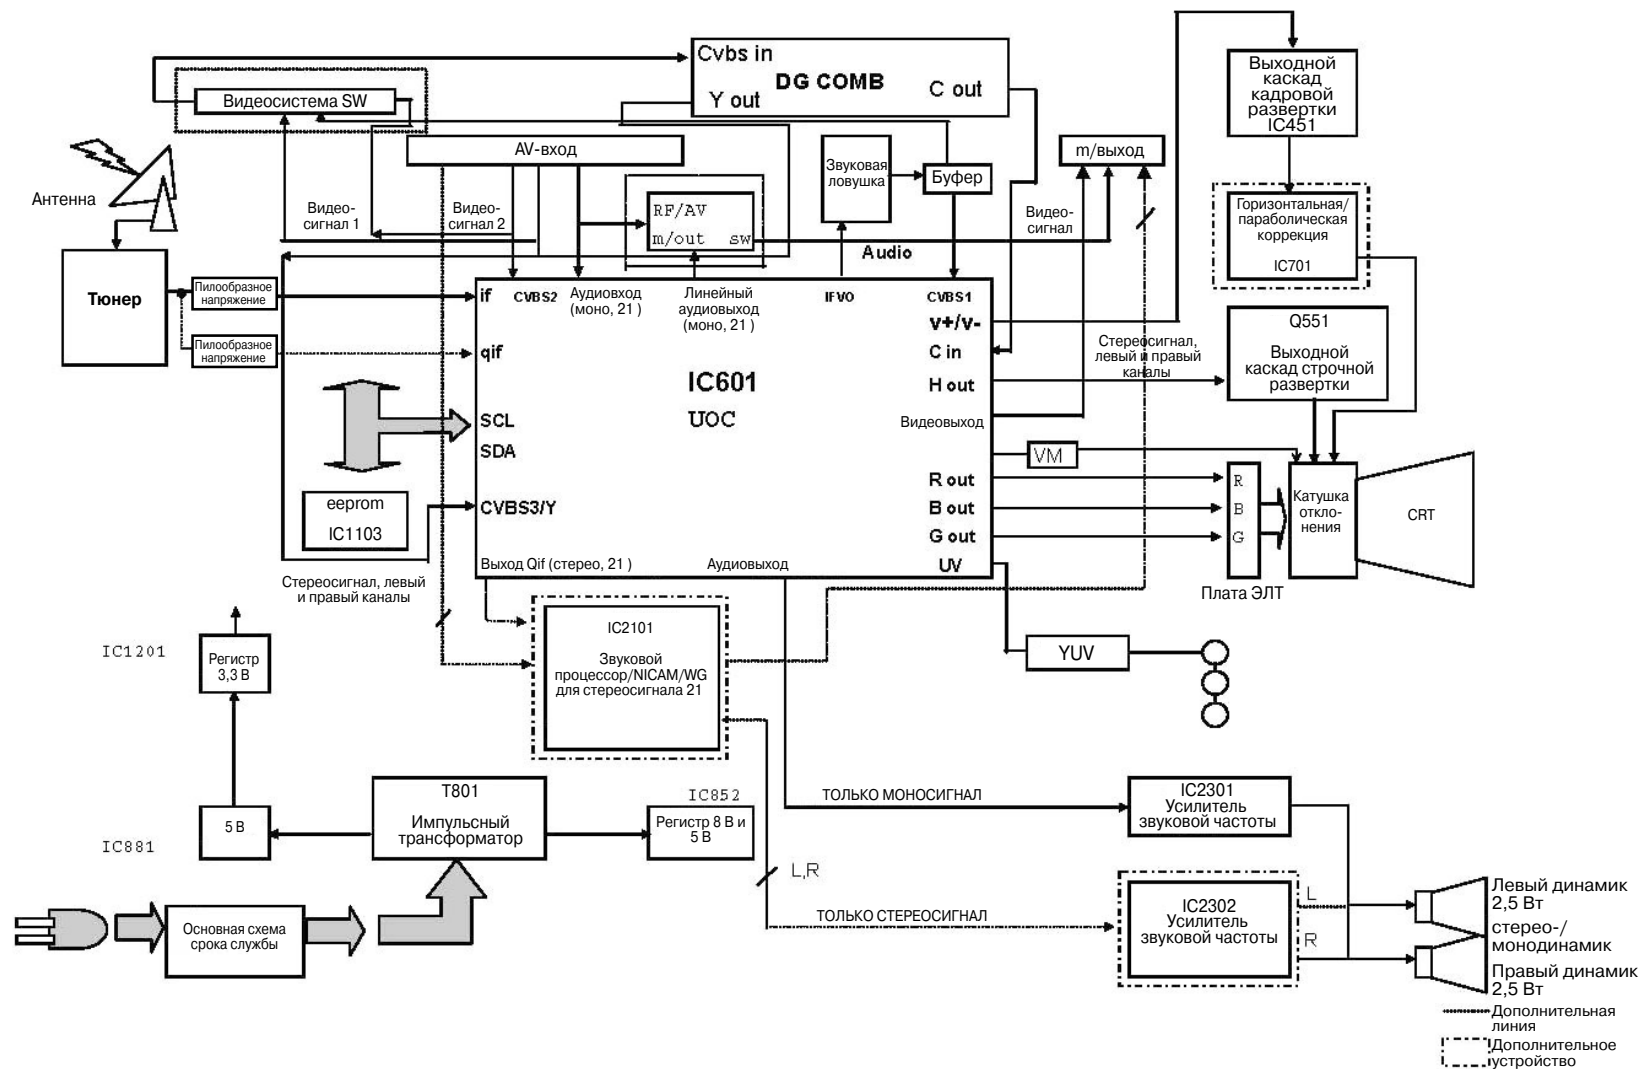 Cvbs in
DG COMB
Y out
C out
Видеосистема SW
AV-вход
Выходной
каскад
кадровой
развертки
IC451
Звуковая
ловушка
Буфер
m/выход
Антенна
Видео-
сигнал 1
Видео-
сигнал 2
RF/AV
m/out sw
Видео-
сигнал
Audio
Горизонтальная/
параболическая
коррекция
IC701
Тюнер
Пилообразное
напряжение
Пилообразное
напряжение
if
CVBS2
Аудиовход
(моно, 21 )
Линейный
аудиовыход
(моно, 21 )
IFVO
CVBS1
v+/v-
qif
C in
H out
IC601
UOC
SCL
SDA
CVBS3/Y
Видеовыход
R out
B out
G out
UV
Выход Qif (стерео, 21 )
Аудиовыход
Стереосигнал,
левый и правый
каналы
Q551
Выходной
каскад строчной
развертки
VM
R
B
G
Плата ЭЛТ
Катушка
откло-
нения
CRT
eeprom
IC1103
Стереосигнал, левый
и правый каналы
IC2101
Звуковой
процессор/NICAM/WG
для стереосигнала 21
YUV
IC1201
Регистр
3,3 В
5 В
IC881
T801
Импульсный
трансформатор
IC852
Регистр 8 В и
5 В
L,R
ТОЛЬКО МОНОСИГНАЛ
IC2301
Усилитель
звуковой частоты
ТОЛЬКО СТЕРЕОСИГНАЛ
IC2302
Усилитель
звуковой частоты
L
R
Основная схема
срока службы
Левый динамик
2,5 Вт
стерео-/
монодинамик
Правый динамик
2,5 Вт
Дополнительная
линия
Дополнительное
устройство